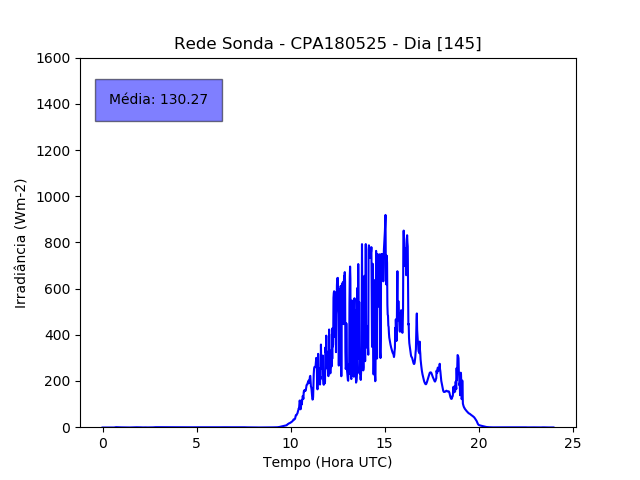 Rede Sonda - CPA180525 - Dia [145]
1600
1400
1200
1000
800
600
400
200
0
Irradiância (Wm-2)
Média: 130.27
0 5 10 15 20 25
Tempo (Hora UTC)